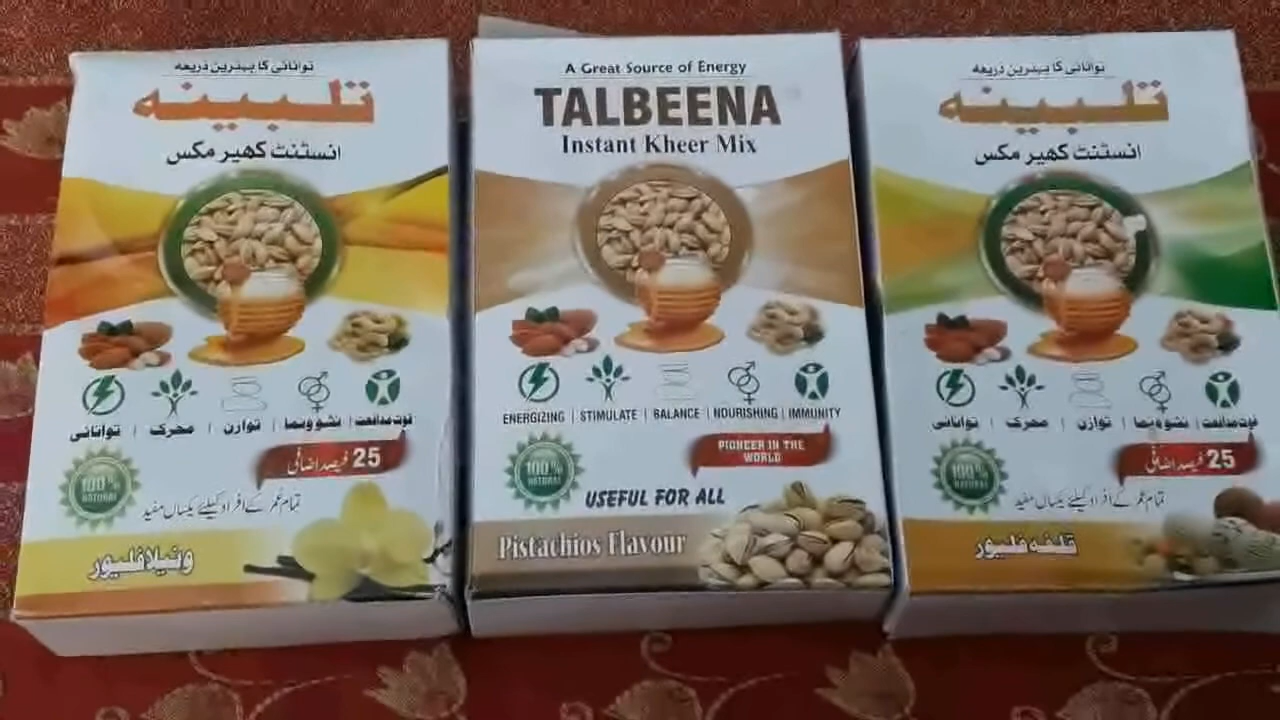 توانائی کا بہترین ذریعہ
تلبینہ
انسٹنٹ کھیر مکس
توانائی | محرک | توازن | نشوونما | قوت مدافعت
100%
NATURAL
25 فیصد اضافی
تمام عمر کے افراد کیلئے یکساں مفید
ونیلا فلیور
A Great Source of Energy
TALBEENA
Instant Kheer Mix
ENERGIZING | STIMULATE | BALANCE | NOURISHING | IMMUNITY
100%
NATURAL
PIONEER IN THE
WORLD
USEFUL FOR ALL
Pistachios Flavour
توانائی کا بہترین ذریعہ
تلبینہ
انسٹنٹ کھیر مکس
توانائی | محرک | توازن | نشوونما | قوت مدافعت
100%
NATURAL
25 فیصد اضافی
تمام عمر کے افراد کیلئے یکساں مفید
قلفہ فلیور